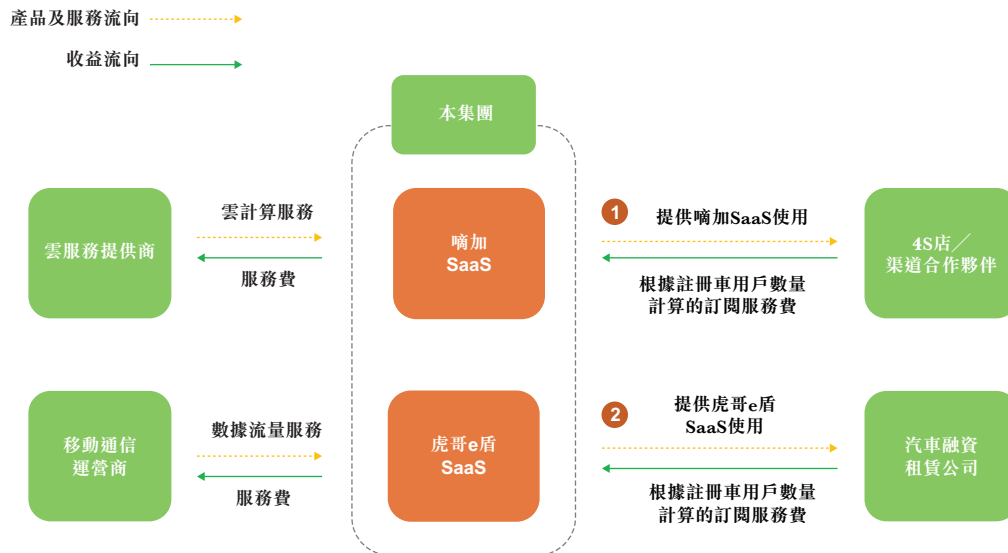 產品及服務流向
收益流向
本集團
雲服務提供商
雲計算服務
服務費
嘀加
SaaS
1
提供嘀加SaaS使用
根據註冊車用戶數量
計算的訂閱服務費
4S店／
渠道合作夥伴
移動通信
運營商
數據流量服務
服務費
虎哥e盾
SaaS
2
提供虎哥e盾
SaaS使用
根據註冊車用戶數量
計算的訂閱服務費
汽車融資
租賃公司